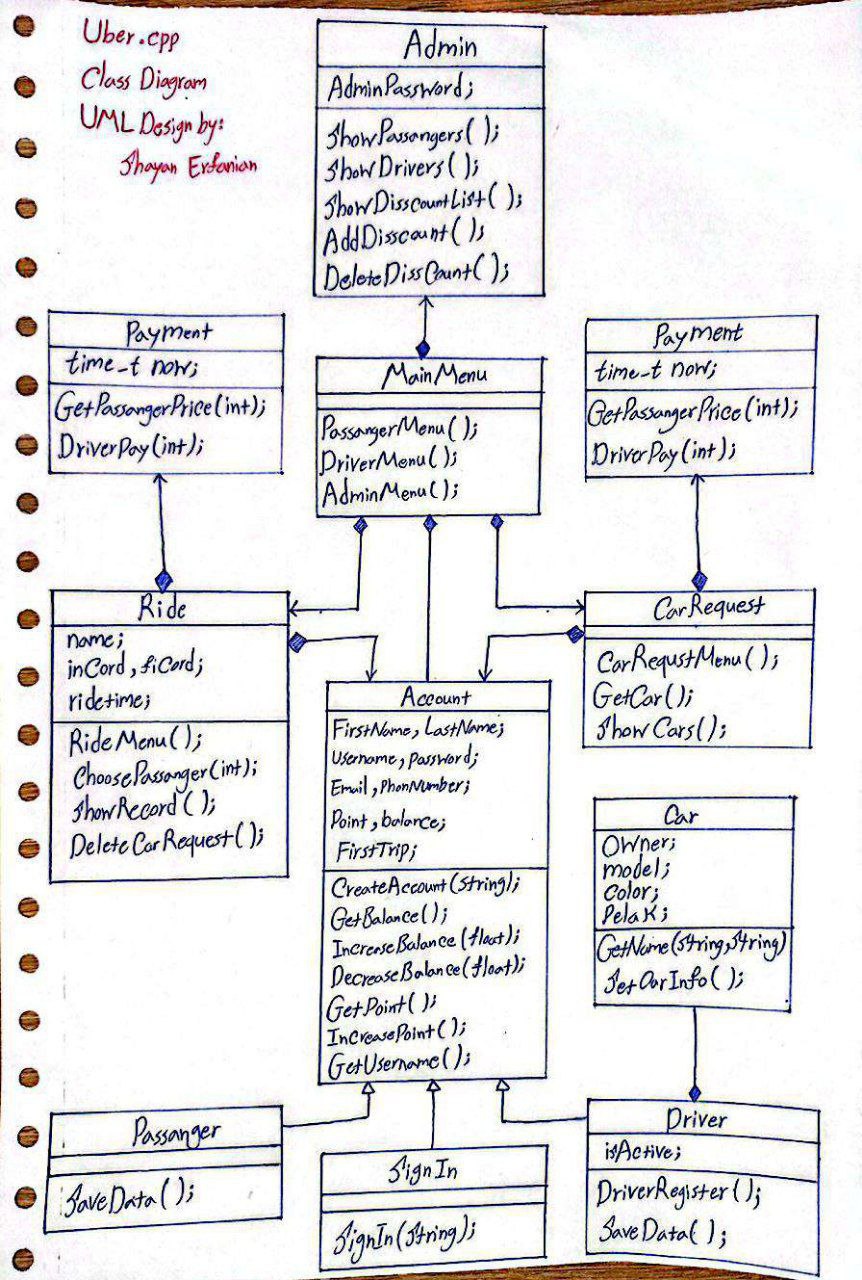 Uber.cpp
Class Diagram
UML Design by:
Shayan Erfanian
Admin
AdminPassword;
ShowPassangers( );
ShowDrivers( );
ShowDisscountList( );
AddDisscount( );
DeleteDissCount( );
Payment
time_t now;
GetPassangerPrice(int);
DriverPay(int);
MainMenu
PassangerMenu( );
DriverMenu( );
AdminMenu( );
Payment
time_t now;
GetPassangerPrice(int);
DriverPay(int);
Ride
name;
inCord, fiCord;
ridetime;
RideMenu( );
ChoosePassanger(int);
ShowRecord( );
DeleteCarRequest( );
Account
FirstName, LastName;
Username, password;
Email, PhonNumber;
Point, balance;
FirstTrip;
CreateAccount(string);
GetBalance( );
IncreaseBalance(float);
DecreaseBalance(float);
GetPoint( );
IncreasePoint( );
GetUsername( );
CarRequest
CarRequstMenu( );
GetCar( );
ShowCars( );
Car
Owner;
model;
color;
Pelak;
GetName(String,String)
SetCarInfo( );
Passanger
SaveData( );
SignIn
SignIn(String);
Driver
isActive;
DriverRegister( );
SaveData( );